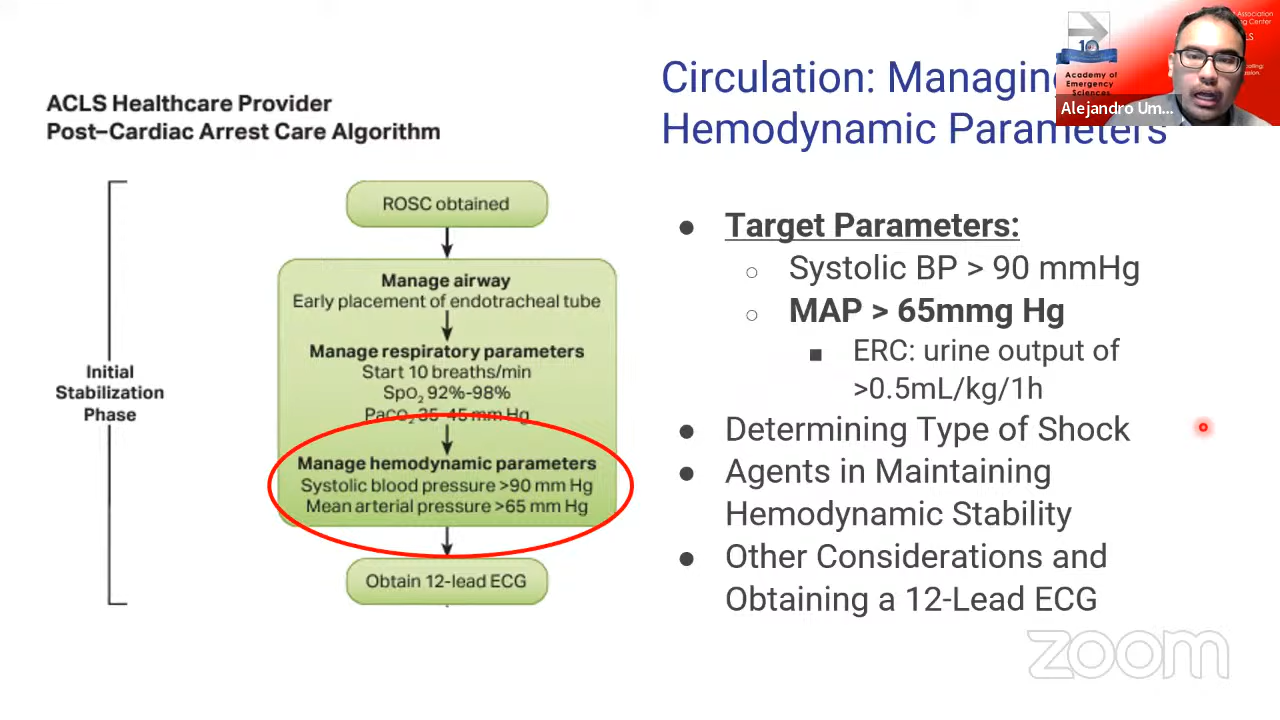 ACLS Healthcare Provider
Post–Cardiac Arrest Care Algorithm
Initial
Stabilization
Phase
ROSC obtained
Manage airway
Early placement of endotracheal tube
Manage respiratory parameters
Start 10 breaths/min
SpO₂ 92%-98%
PaCO₂ 35-45 mm Hg
Manage hemodynamic parameters
Systolic blood pressure >90 mm Hg
Mean arterial pressure >65 mm Hg
Obtain 12-lead ECG
Circulation: Managing
Hemodynamic Parameters
● Target Parameters:
○ Systolic BP > 90 mmHg
○ MAP > 65mmg Hg
■ ERC: urine output of
>0.5mL/kg/1h
● Determining Type of Shock
● Agents in Maintaining
Hemodynamic Stability
● Other Considerations and
Obtaining a 12-Lead ECG
10
Academy of
Emergency
Sciences
Association
Center
Alejandro Um...
zoom